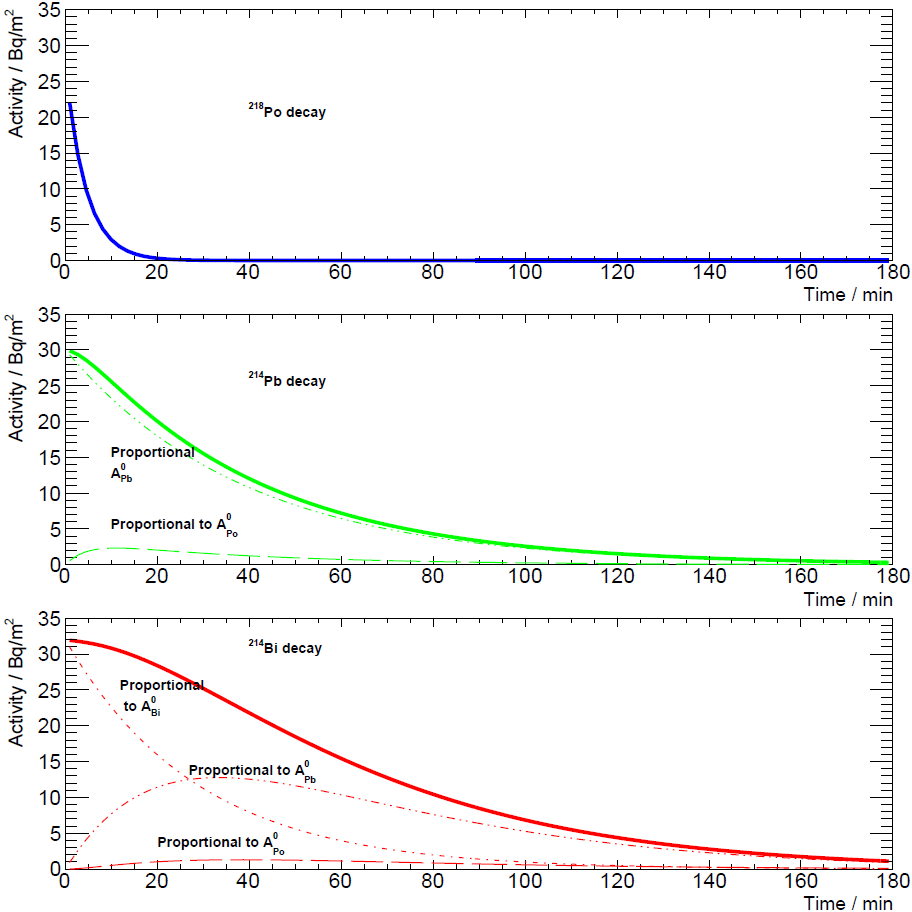 Activity / Bq/m²
35
30
25
20
15
10
5
0
²¹⁸Po decay
0 20 40 60 80 100 120 140 160 180
Time / min
Activity / Bq/m²
35
30
25
20
15
10
5
0
²¹⁴Pb decay
Proportional
A⁰Pb
Proportional to A⁰Po
0 20 40 60 80 100 120 140 160 180
Time / min
Activity / Bq/m²
35
30
25
20
15
10
5
0
²¹⁴Bi decay
Proportional
to A⁰Bi
Proportional to A⁰Pb
Proportional to A⁰Po
0 20 40 60 80 100 120 140 160 180
Time / min